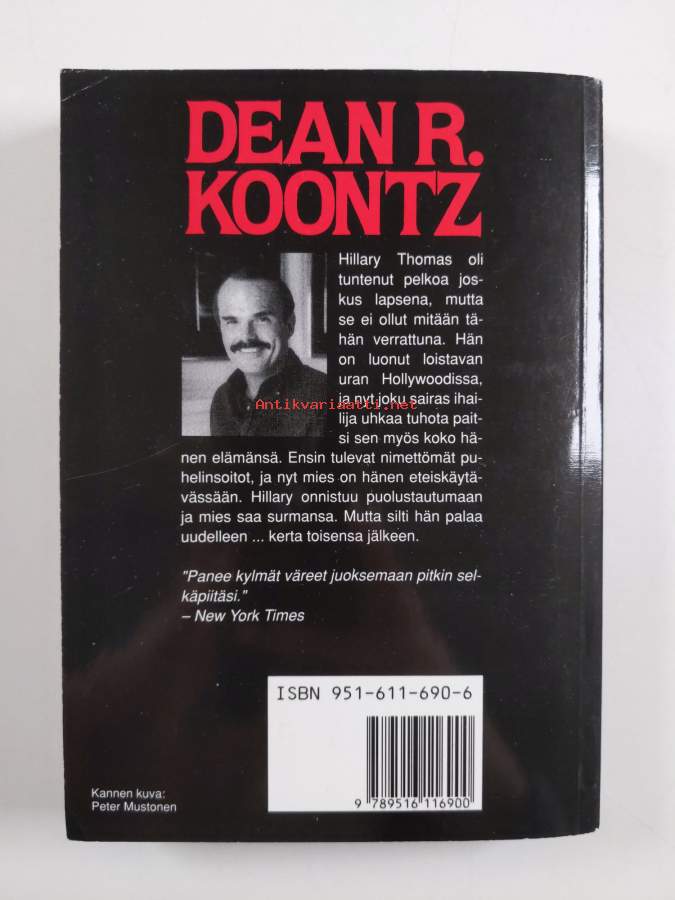 DEAN R.
KOONTZ
Hillary Thomas oli
tuntenut pelkoa jos-
kus lapsena, mutta
se ei ollut mitään tä-
hän verrattuna. Hän
on luonut loistavan
uran Hollywoodissa,
ja nyt joku sairas ihai-
Antikvariaatti.net
lija uhkaa tuhota pait-
si sen myös koko hä-
nen elämänsä. Ensin tulevat nimettömät pu-
helinsoitot, ja nyt mies on hänen eteiskäytä-
vässään. Hillary onnistuu puolustautumaan
ja mies saa surmansa. Mutta silti hän palaa
uudelleen ... kerta toisensa jälkeen.
"Panee kylmät väreet juoksemaan pitkin sel-
käpiitäsi."
– New York Times
ISBN 951-611-690-6
9 789516 116900
Kannen kuva:
Peter Mustonen